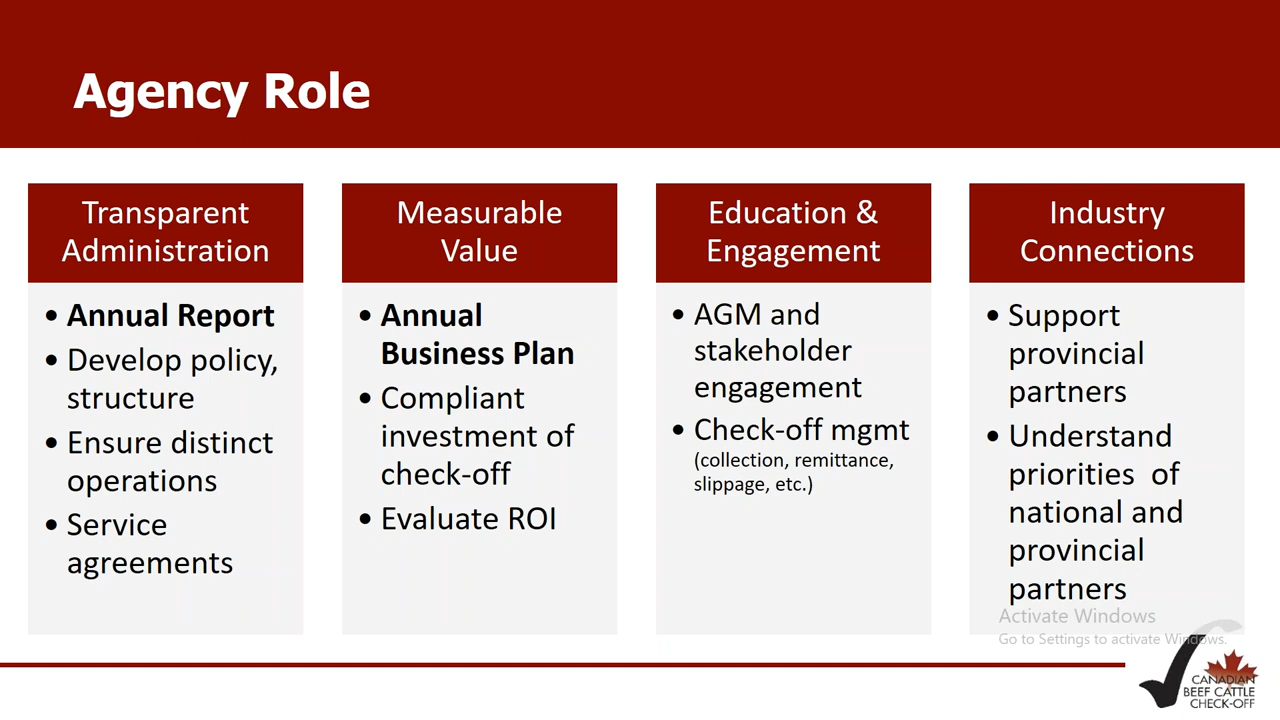 Agency Role
Transparent
Administration
• Annual Report
• Develop policy,
structure
• Ensure distinct
operations
• Service
agreements
Measurable
Value
• Annual
Business Plan
• Compliant
investment of
check-off
• Evaluate ROI
Education &
Engagement
• AGM and
stakeholder
engagement
• Check-off mgmt
(collection, remittance,
slippage, etc.)
Industry
Connections
• Support
provincial
partners
• Understand
priorities of
national and
provincial
partners
Activate Windows
Go to Settings to activate Windows.
CANADIAN
BEEF CATTLE
CHECK-OFF